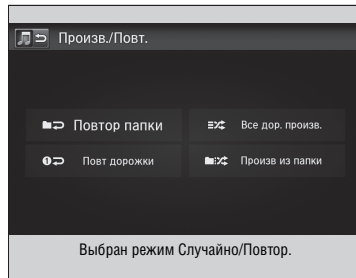 Произв./Повт.
Повтор папки
Все дор. произв.
Повт дорожки
Произв из папки
Выбран режим Случайно/Повтор.